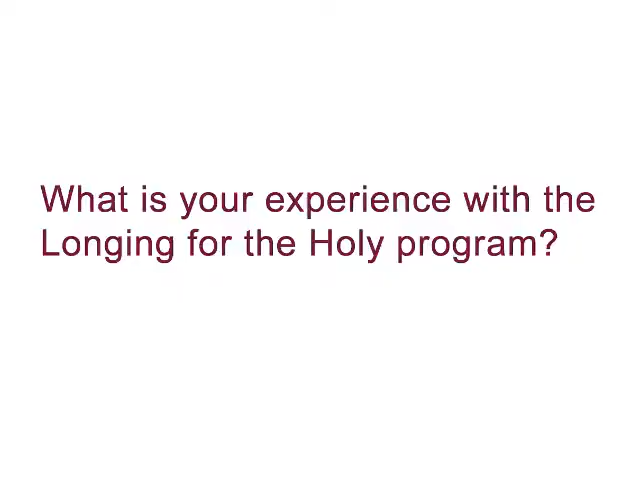 What is your experience with the
Longing for the Holy program?